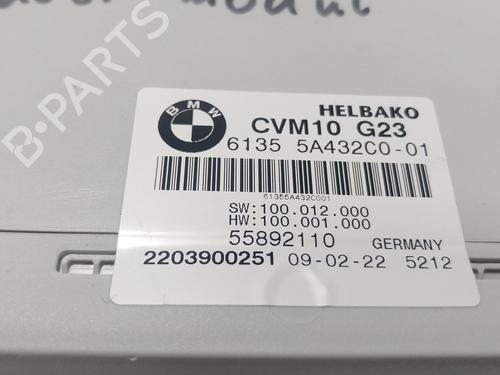 modul
B-PARTS
BMW
HELBAKO
CVM10 G23
6135 5A432C0-01
61355A432C001
SW:100.012.000
HW:100.001.000
55892110 GERMANY
2203900251 09-02-22 5212